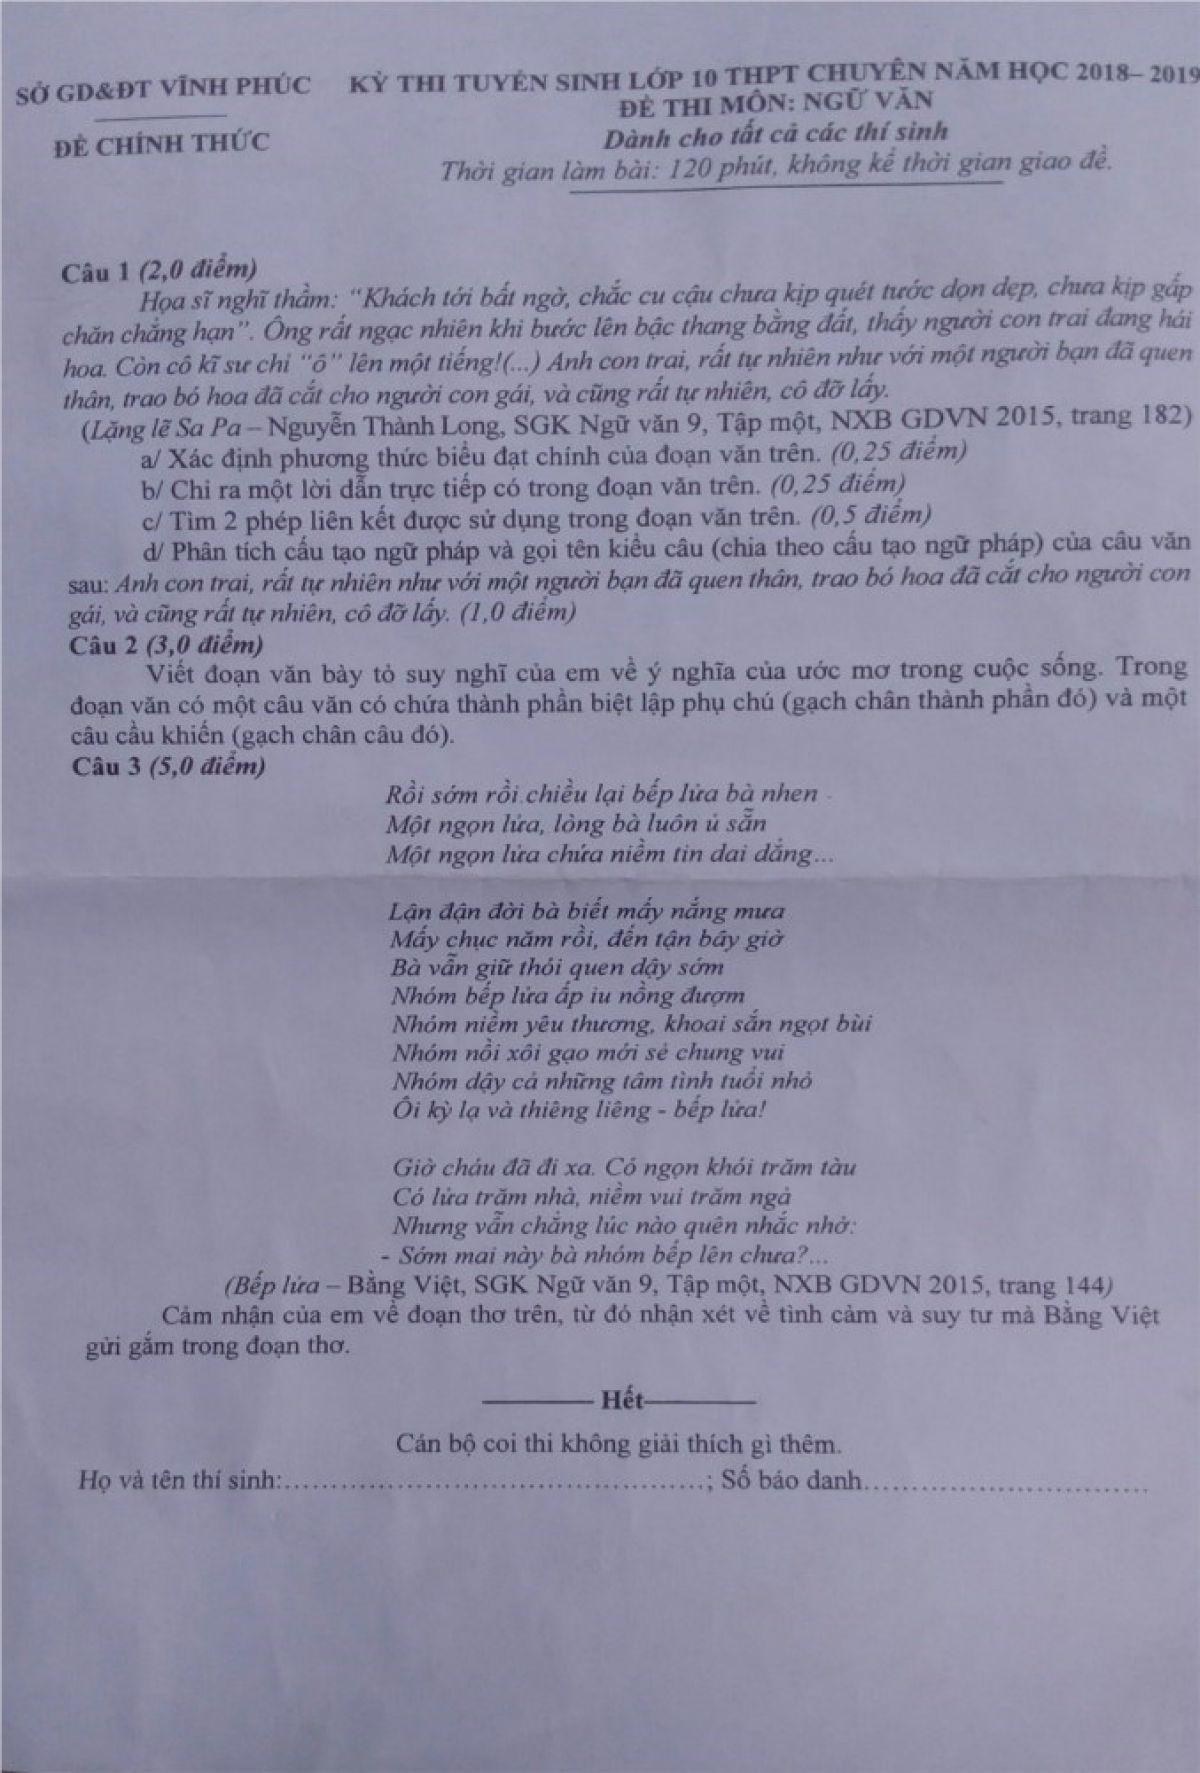 SỞ GD&ĐT VĨNH PHÚC
KỲ THI TUYỂN SINH LỚP 10 THPT CHUYÊN NĂM HỌC 2018– 2019
ĐỀ THI MÔN: NGỮ VĂN
ĐỀ CHÍNH THỨC
Dành cho tất cả các thí sinh
Thời gian làm bài: 120 phút, không kể thời gian giao đề.
Câu 1 (2,0 điểm)
Họa sĩ nghĩ thầm: “Khách tới bất ngờ, chắc cu cậu chưa kịp quét tước dọn dẹp, chưa kịp gấp
chăn chẳng hạn”. Ông rất ngạc nhiên khi bước lên bậc thang bằng đất, thấy người con trai đang hái
hoa. Còn cô kĩ sư chỉ “ô” lên một tiếng!(...) Anh con trai, rất tự nhiên như với một người bạn đã quen
thân, trao bó hoa đã cắt cho người con gái, và cũng rất tự nhiên, cô đỡ lấy.
(Lặng lẽ Sa Pa – Nguyễn Thành Long, SGK Ngữ văn 9, Tập một, NXB GDVN 2015, trang 182)
a/ Xác định phương thức biểu đạt chính của đoạn văn trên. (0,25 điểm)
b/ Chỉ ra một lời dẫn trực tiếp có trong đoạn văn trên. (0,25 điểm)
c/ Tìm 2 phép liên kết được sử dụng trong đoạn văn trên. (0,5 điểm)
d/ Phân tích cấu tạo ngữ pháp và gọi tên kiểu câu (chia theo cấu tạo ngữ pháp) của câu văn
sau: Anh con trai, rất tự nhiên như với một người bạn đã quen thân, trao bó hoa đã cắt cho người con
gái, và cũng rất tự nhiên, cô đỡ lấy. (1,0 điểm)
Câu 2 (3,0 điểm)
Viết đoạn văn bày tỏ suy nghĩ của em về ý nghĩa của ước mơ trong cuộc sống. Trong
đoạn văn có một câu văn có chứa thành phần biệt lập phụ chú (gạch chân thành phần đó) và một
câu cầu khiến (gạch chân câu đó).
Câu 3 (5,0 điểm)
Rồi sớm rồi chiều lại bếp lửa bà nhen
Một ngọn lửa, lòng bà luôn ủ sẵn
Một ngọn lửa chứa niềm tin dai dẳng...
Lận đận đời bà biết mấy nắng mưa
Mấy chục năm rồi, đến tận bây giờ
Bà vẫn giữ thói quen dậy sớm
Nhóm bếp lửa ấp iu nồng đượm
Nhóm niềm yêu thương, khoai sắn ngọt bùi
Nhóm nồi xôi gạo mới sẻ chung vui
Nhóm dậy cả những tâm tình tuổi nhỏ
Ôi kỳ lạ và thiêng liêng - bếp lửa!
Giờ cháu đã đi xa. Có ngọn khói trăm tàu
Có lửa trăm nhà, niềm vui trăm ngả
Nhưng vẫn chẳng lúc nào quên nhắc nhở:
- Sớm mai này bà nhóm bếp lên chưa?...
(Bếp lửa – Bằng Việt, SGK Ngữ văn 9, Tập một, NXB GDVN 2015, trang 144)
Cảm nhận của em về đoạn thơ trên, từ đó nhận xét về tình cảm và suy tư mà Bằng Việt
gửi gắm trong đoạn thơ.
Hết
Cán bộ coi thi không giải thích gì thêm.
Họ và tên thí sinh:..............................................; Số báo danh..............................